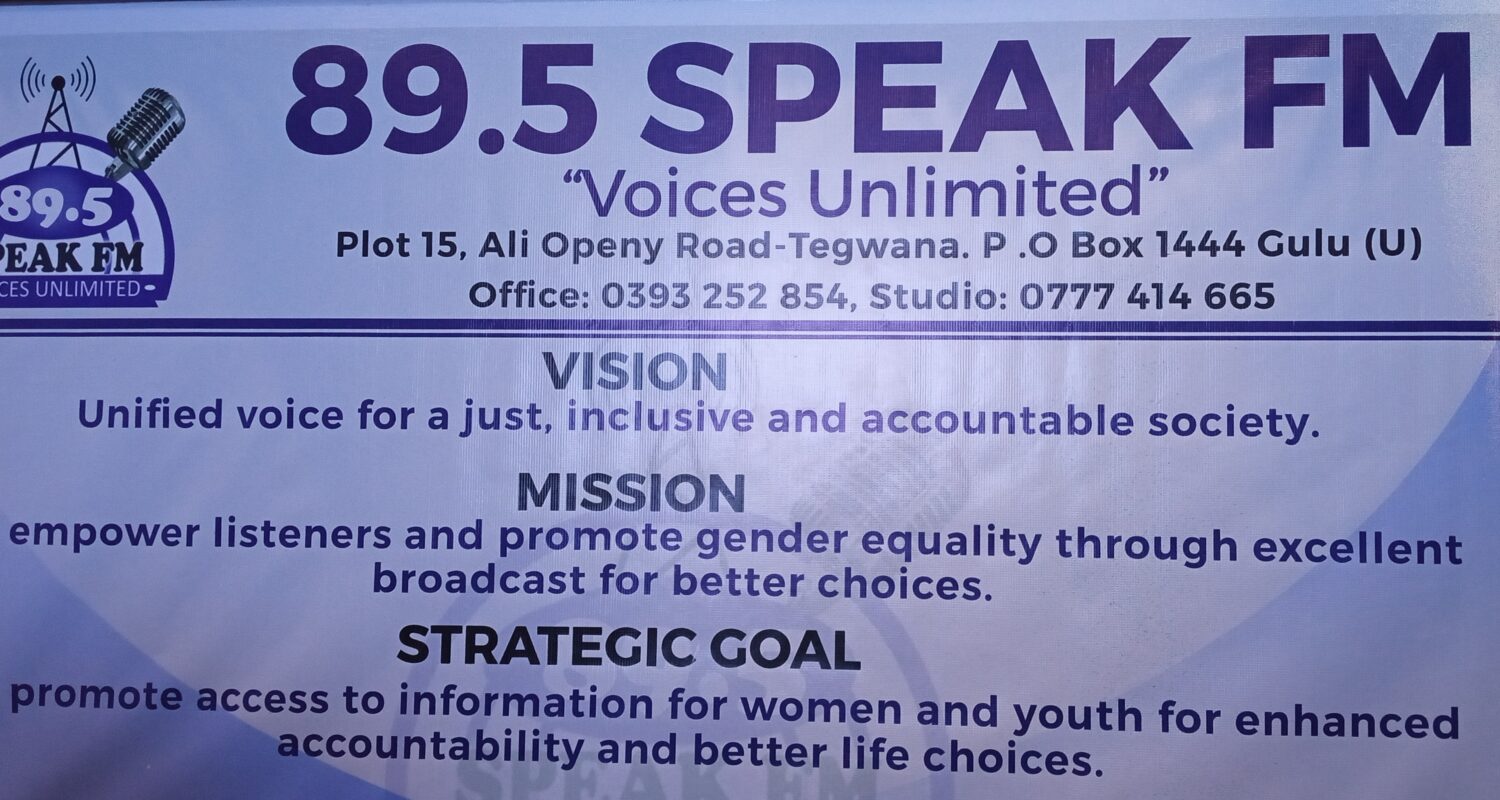 89.5 SPEAK FM
"Voices Unlimited"
Plot 15, Ali Openy Road-Tegwana. P .O Box 1444 Gulu (U)
Office: 0393 252 854, Studio: 0777 414 665
89.5
PEAK FM
CES UNLIMITED
VISION
Unified voice for a just, inclusive and accountable society.
MISSION
empower listeners and promote gender equality through excellent
broadcast for better choices.
STRATEGIC GOAL
promote access to information for women and youth for enhanced
accountability and better life choices.
SPEAK FM